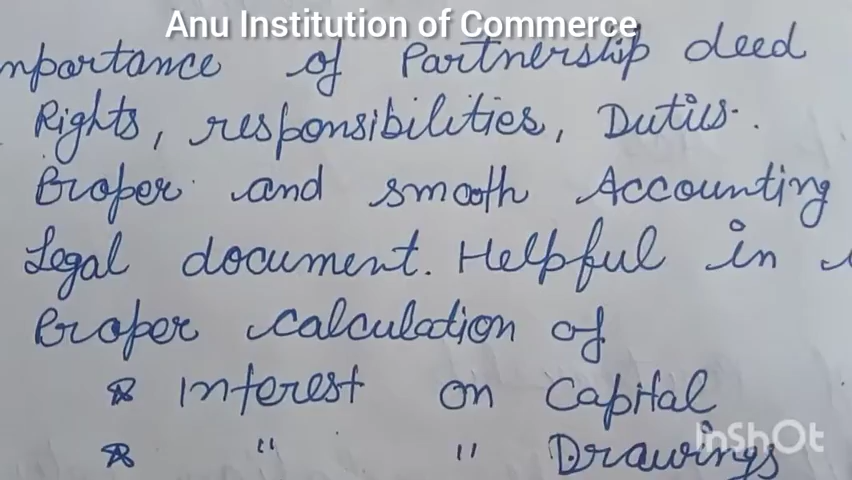 Anu Institution of Commerce
mportance of Partnership deed
Rights, responsibilities, Duties.
Proper and smooth Accounting
Legal document. Helpful in
Proper calculation of
☆ Interest on Capital
☆ " " Drawings
InShOt